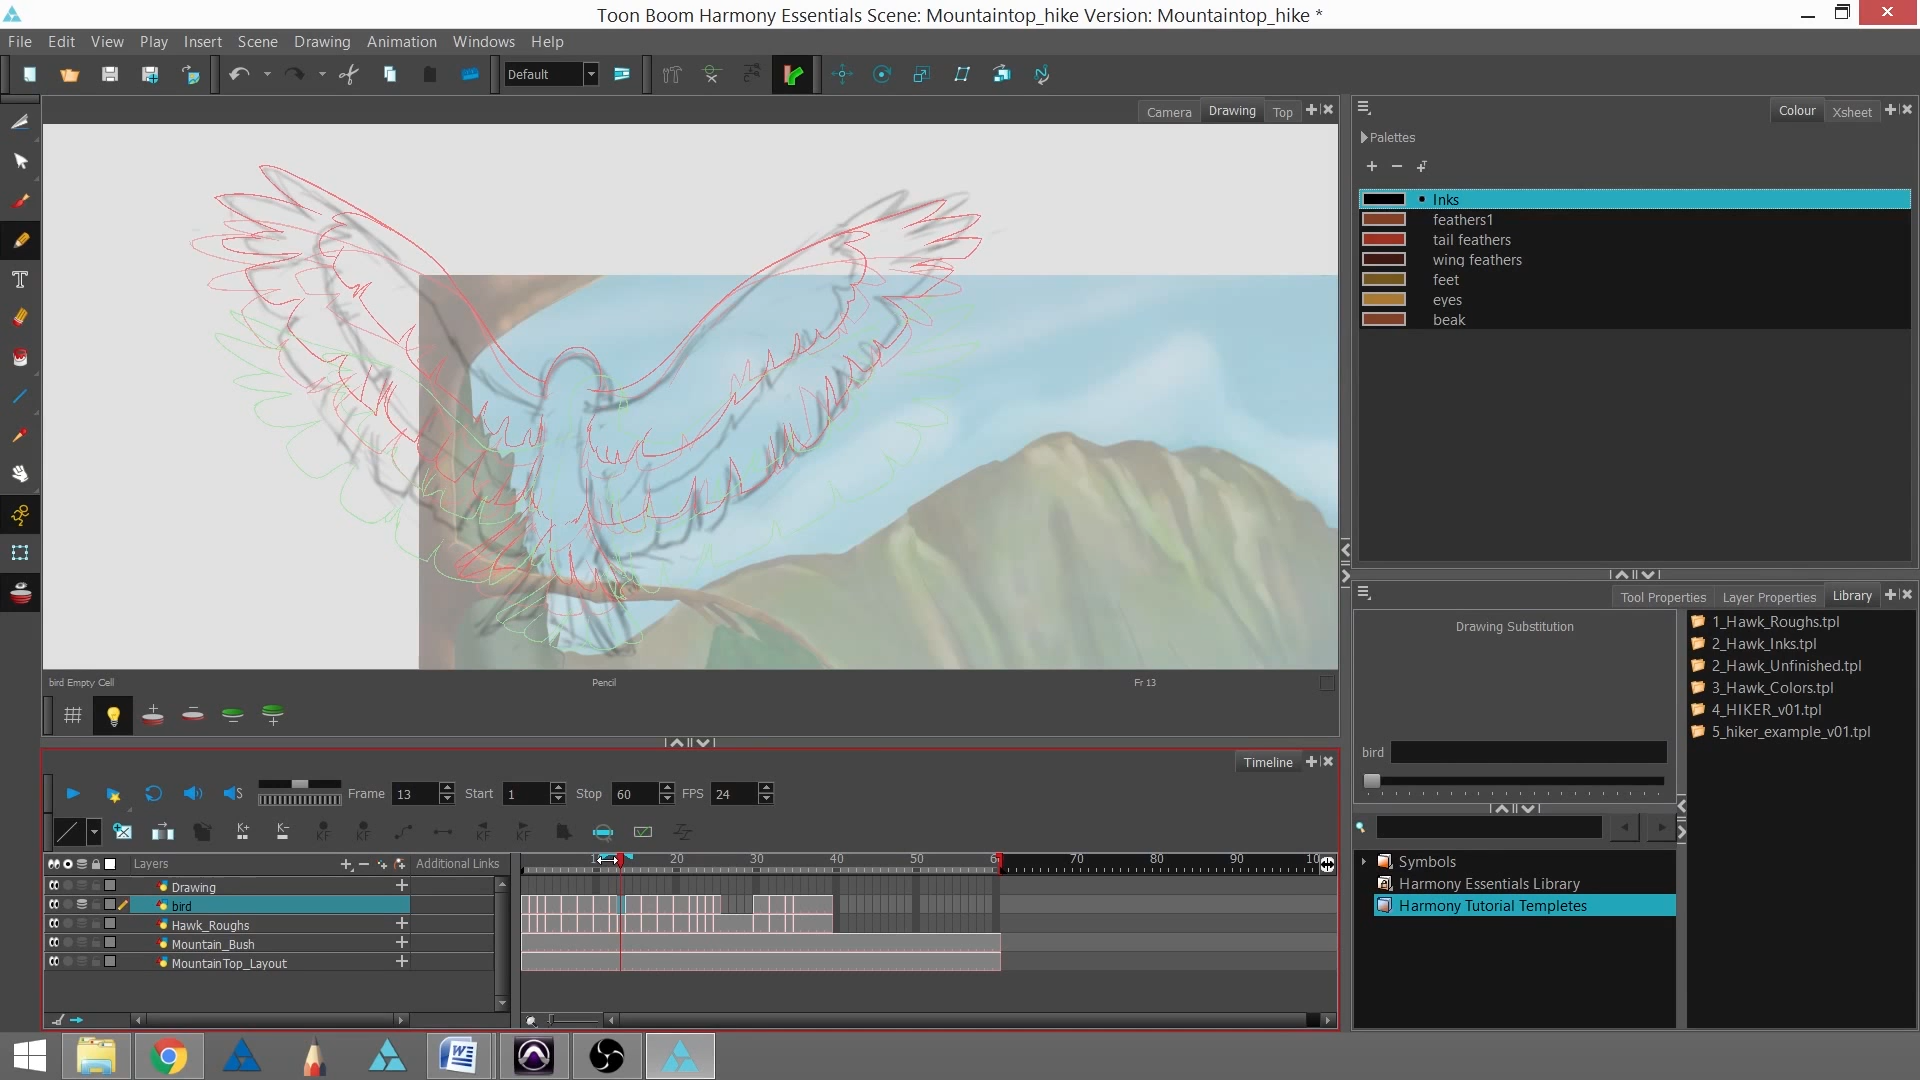 Toon Boom Harmony Essentials Scene: Mountaintop_hike Version: Mountaintop_hike *
File Edit View Play Insert Scene Drawing Animation Windows Help
Default
Camera Drawing Top
Colour Xsheet
Palettes
Inks
feathers1
tail feathers
wing feathers
feet
eyes
beak
bird Empty Cell Pencil Fr 13
Tool Properties Layer Properties Library
Drawing Substitution
bird
1_Hawk_Roughs.tpl
2_Hawk_Inks.tpl
2_Hawk_Unfinished.tpl
3_Hawk_Colors.tpl
4_HIKER_v01.tpl
5_hiker_example_v01.tpl
Symbols
Harmony Essentials Library
Harmony Tutorial Templetes
Timeline
Frame 13 Start 1 Stop 60 FPS 24
K+ K- KF KF KF KF
Layers Additional Links
20 30 40 50 70 80 90
Drawing
bird
Hawk_Roughs
Mountain_Bush
MountainTop_Layout